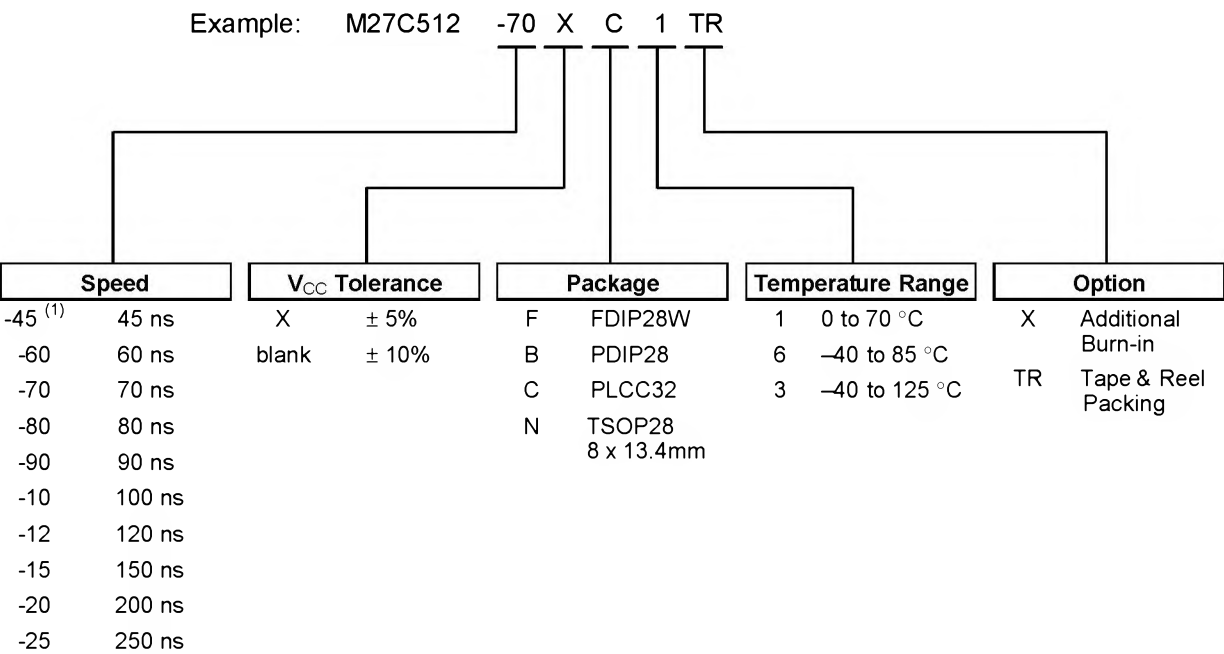 Example: M27C512 -70 X C 1 TR
Speed VCC Tolerance Package Temperature Range Option
-45 (1) 45 ns X ± 5% F FDIP28W 1 0 to 70 °C X Additional
Burn-in
-60 60 ns blank ± 10% B PDIP28 6 –40 to 85 °C
-70 70 ns C PLCC32 3 –40 to 125 °C TR Tape & Reel
Packing
-80 80 ns N TSOP28
8 x 13.4mm
-90 90 ns
-10 100 ns
-12 120 ns
-15 150 ns
-20 200 ns
-25 250 ns